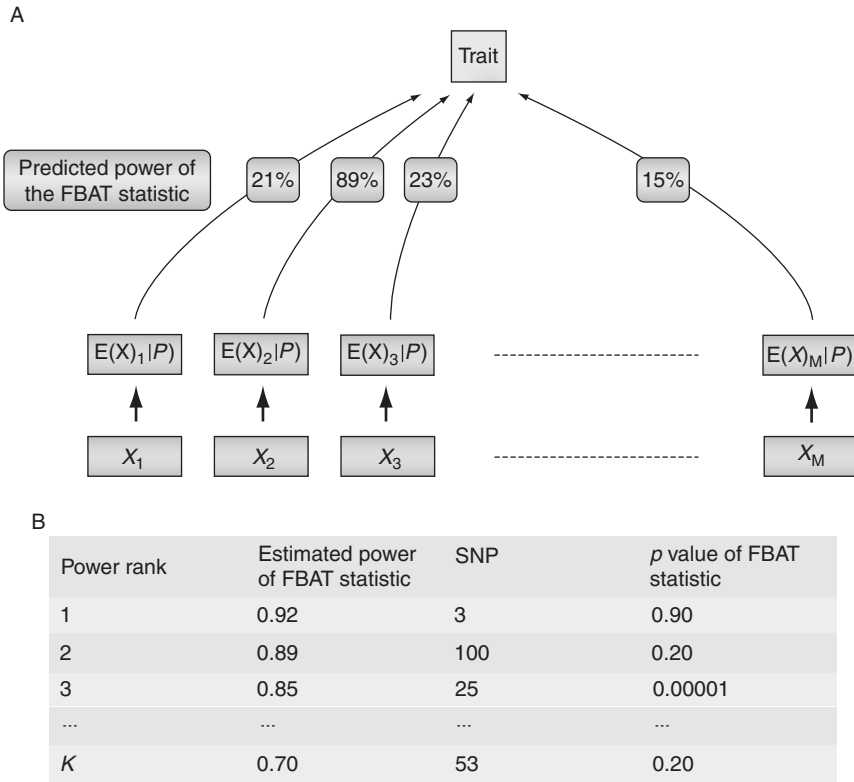 A
Trait
Predicted power of
the FBAT statistic
21%
89%
23%
15%
E(X)₁|P)
E(X)₂|P)
E(X)₃|P)
E(X)M|P)
X₁
X₂
X₃
XM
B
Power rank Estimated power of FBAT statistic SNP p value of FBAT statistic
1 0.92 3 0.90
2 0.89 100 0.20
3 0.85 25 0.00001
... ... ... ...
K 0.70 53 0.20